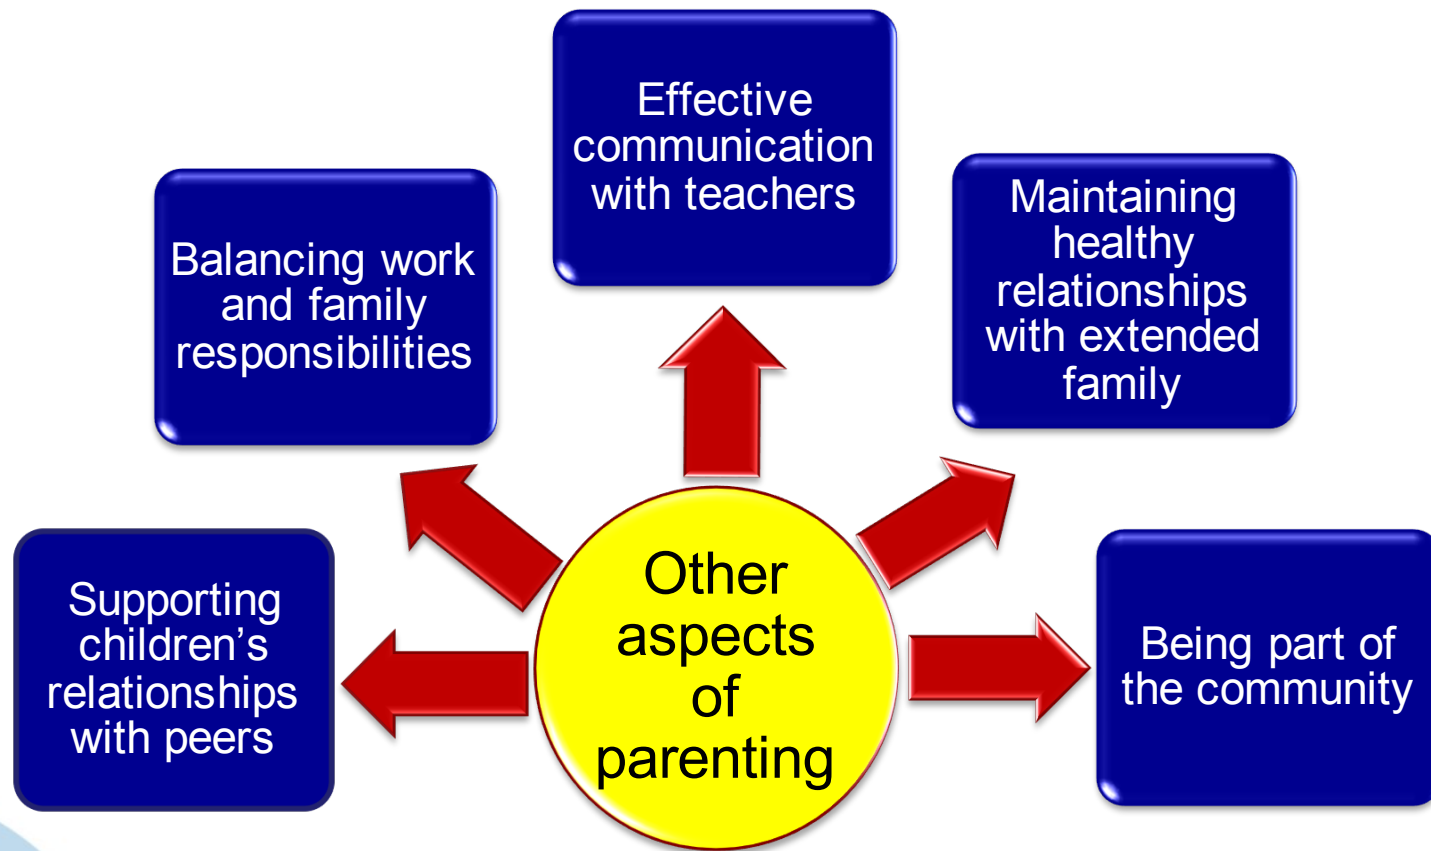 Effective
communication
with teachers
Balancing work
and family
responsibilities
Maintaining
healthy
relationships
with extended
family
Supporting
children’s
relationships
with peers
Other
aspects
of
parenting
Being part of
the community